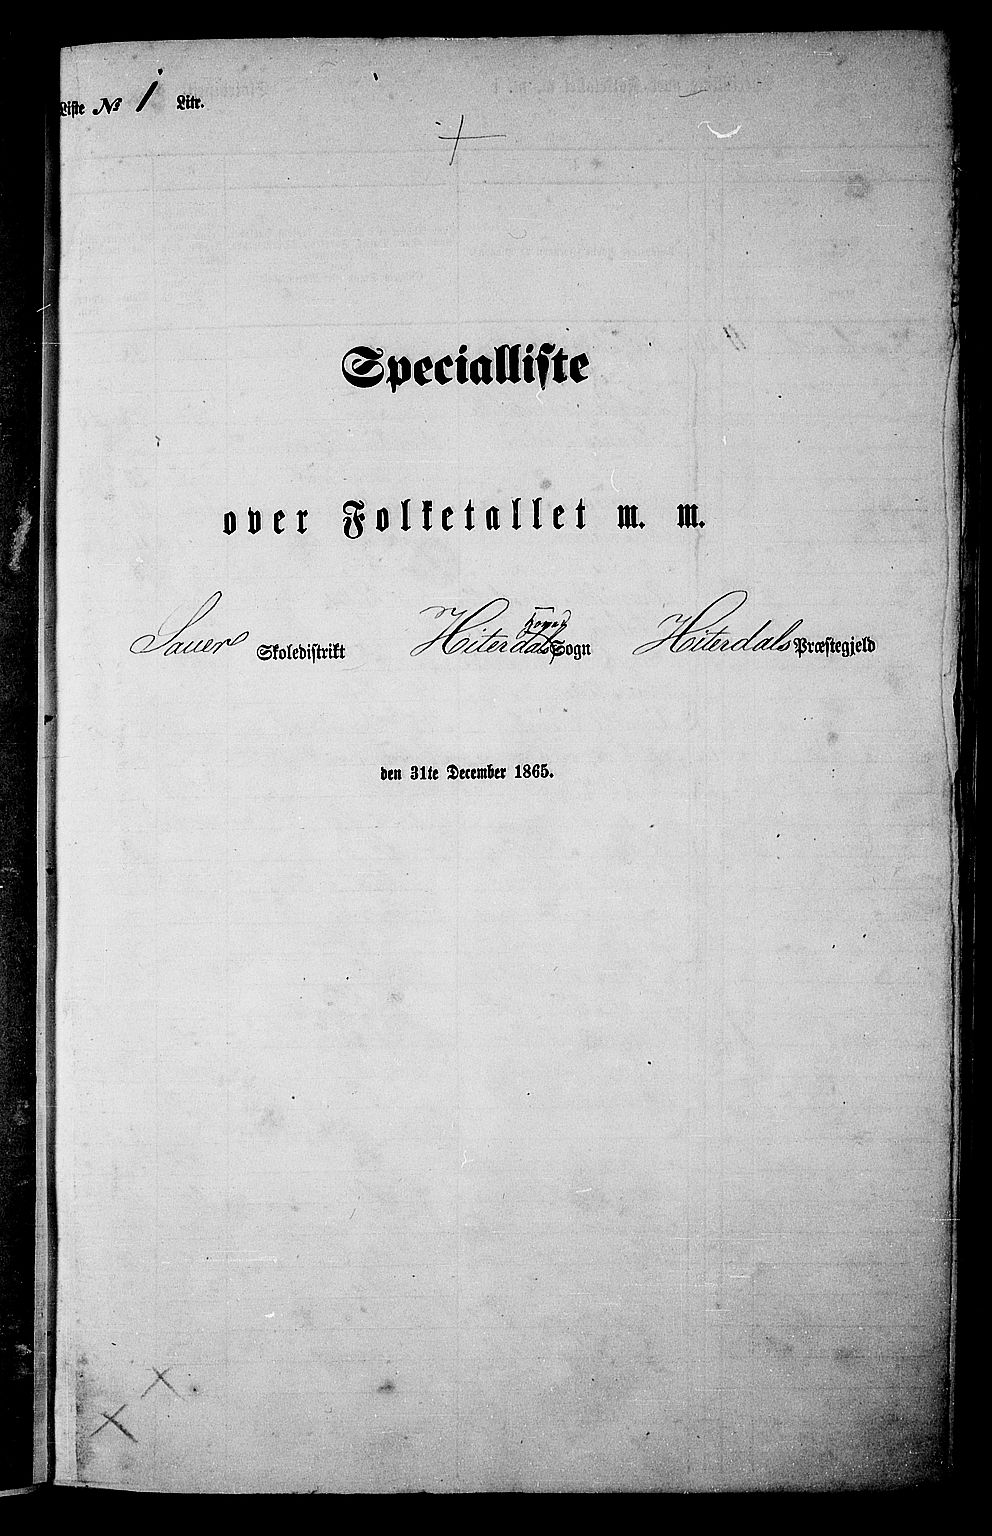 Liste No 1 Litr.
Specialliste
over Folketallet m. m.
Sauer Skoledistrikt Hiterdals Sogn Hiterdals Præstegjeld
den 31te December 1865.